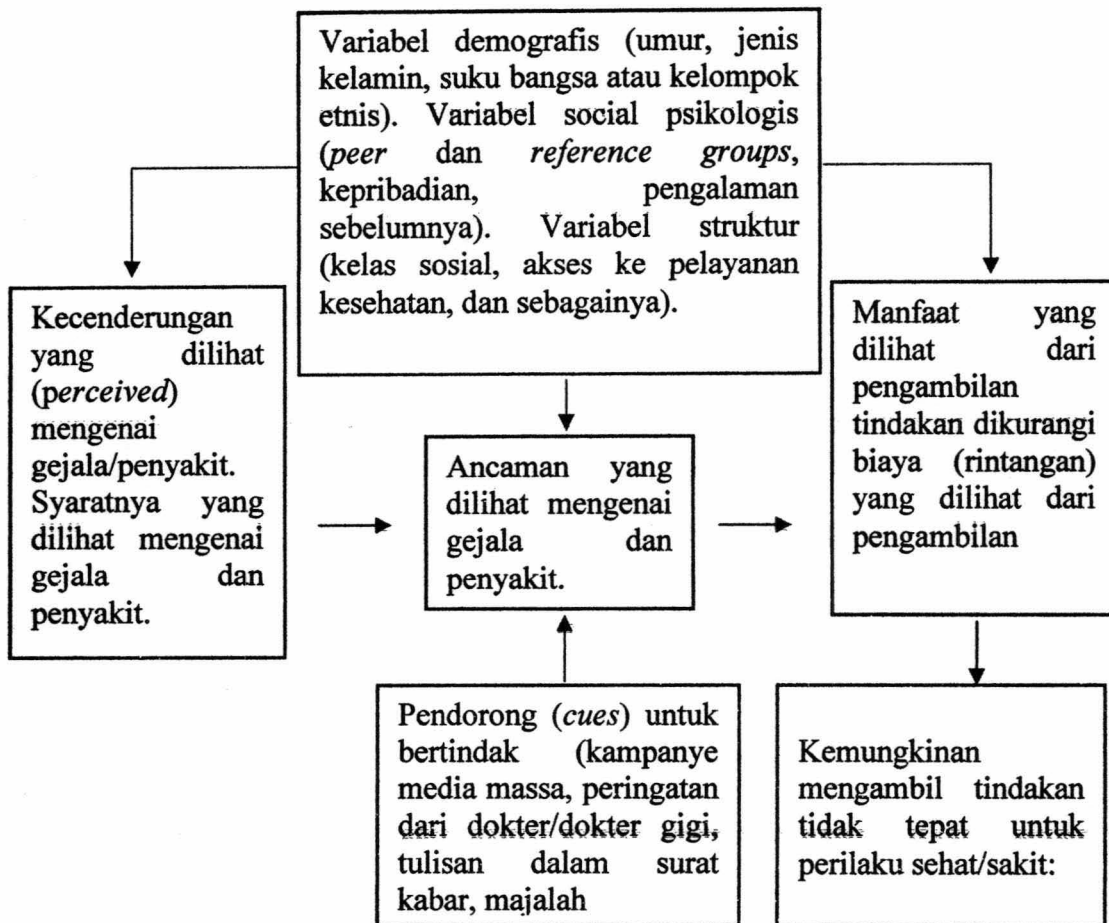 Variabel demografis (umur, jenis
kelamin, suku bangsa atau kelompok
etnis). Variabel social psikologis
(peer dan reference groups,
kepribadian, pengalaman
sebelumnya). Variabel struktur
(kelas sosial, akses ke pelayanan
kesehatan, dan sebagainya).
Kecenderungan
yang dilihat
(perceived)
mengenai
gejala/penyakit.
Syaratnya yang
dilihat mengenai
gejala dan
penyakit.
Ancaman yang
dilihat mengenai
gejala dan
penyakit.
Manfaat yang
dilihat dari
pengambilan
tindakan dikurangi
biaya (rintangan)
yang dilihat dari
pengambilan
Pendorong (cues) untuk
bertindak (kampanye
media massa, peringatan
dari dokter/dokter gigi,
tulisan dalam surat
kabar, majalah
Kemungkinan
mengambil tindakan
tidak tepat untuk
perilaku sehat/sakit: